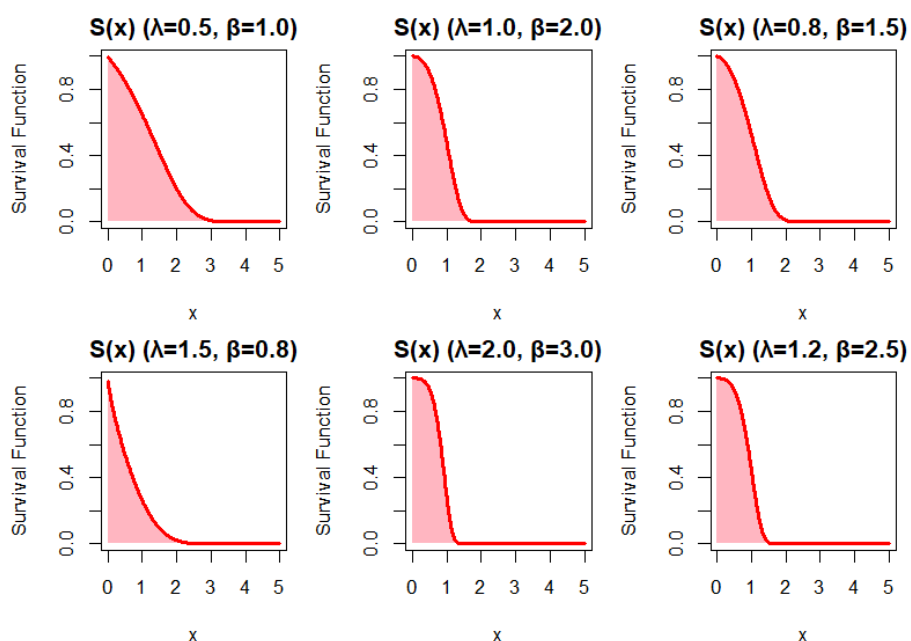 S(x) (λ=0.5, β=1.0)
Survival Function
0.0 0.4 0.8
0 1 2 3 4 5
x
S(x) (λ=1.0, β=2.0)
Survival Function
0.0 0.4 0.8
0 1 2 3 4 5
x
S(x) (λ=0.8, β=1.5)
Survival Function
0.0 0.4 0.8
0 1 2 3 4 5
x
S(x) (λ=1.5, β=0.8)
Survival Function
0.0 0.4 0.8
0 1 2 3 4 5
x
S(x) (λ=2.0, β=3.0)
Survival Function
0.0 0.4 0.8
0 1 2 3 4 5
x
S(x) (λ=1.2, β=2.5)
Survival Function
0.0 0.4 0.8
0 1 2 3 4 5
x